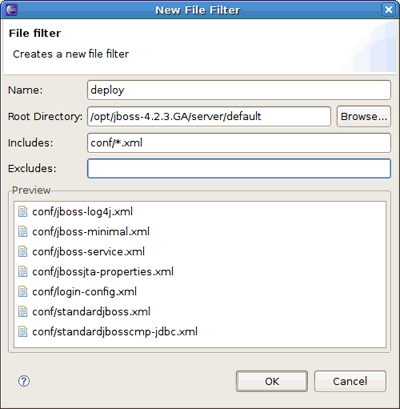 New File Filter
File filter
Creates a new file filter
Name: deploy
Root Directory: /opt/jboss-4.2.3.GA/server/default Browse...
Includes: conf/*.xml
Excludes:
Preview
conf/jboss-log4j.xml
conf/jboss-minimal.xml
conf/jboss-service.xml
conf/jbossjta-properties.xml
conf/login-config.xml
conf/standardjboss.xml
conf/standardjbosscmp-jdbc.xml
? OK Cancel